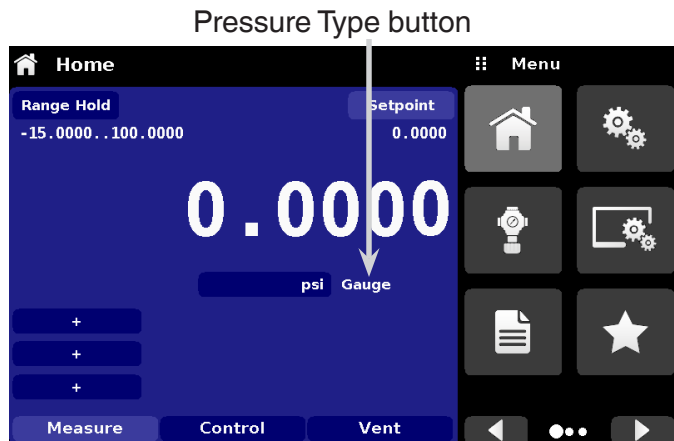 Pressure Type button
Home
Menu
Range Hold
Setpoint
-15.0000..100.0000
0.0000
0.0000
psi Gauge
+
+
+
Measure Control Vent